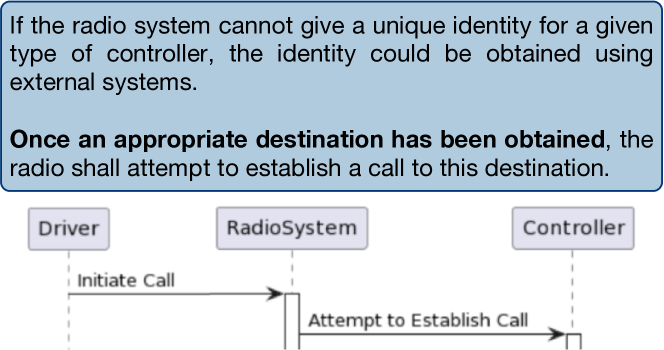 If the radio system cannot give a unique identity for a given
type of controller, the identity could be obtained using
external systems.
Once an appropriate destination has been obtained, the
radio shall attempt to establish a call to this destination.
Driver
RadioSystem
Controller
Initiate Call
Attempt to Establish Call